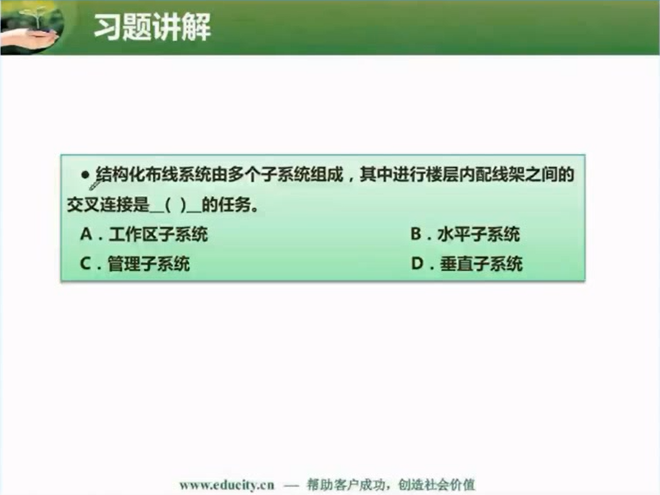 习题讲解
● 结构化布线系统由多个子系统组成，其中进行楼层内配线架之间的
交叉连接是__( )__的任务。
A．工作区子系统 B．水平子系统
C．管理子系统 D．垂直子系统
www.educity.cn — 帮助客户成功，创造社会价值